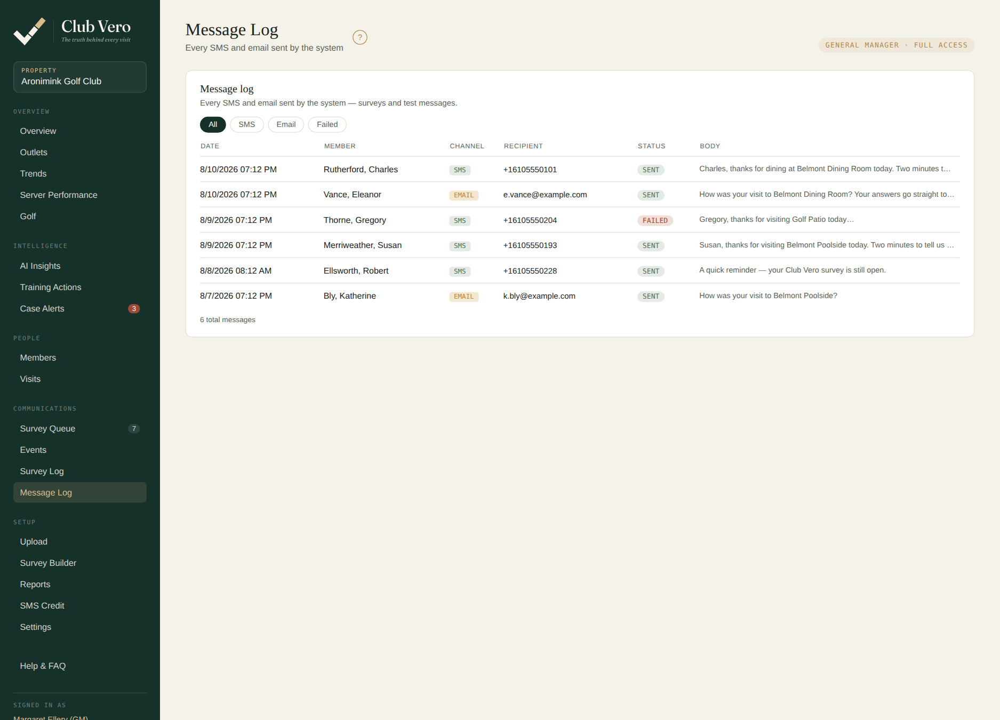 Club Vero
The truth behind every visit
PROPERTY
Aronimink Golf Club
OVERVIEW
Overview
Outlets
Trends
Server Performance
Golf
INTELLIGENCE
AI Insights
Training Actions
Case Alerts 3
PEOPLE
Members
Visits
COMMUNICATIONS
Survey Queue 7
Events
Survey Log
Message Log
SETUP
Upload
Survey Builder
Reports
SMS Credit
Settings
Help & FAQ
SIGNED IN AS
Margaret Ellery (GM)
Message Log
Every SMS and email sent by the system
?
GENERAL MANAGER · FULL ACCESS
Message log
Every SMS and email sent by the system — surveys and test messages.
All SMS Email Failed
DATE MEMBER CHANNEL RECIPIENT STATUS BODY
8/10/2026 07:12 PM Rutherford, Charles SMS +16105550101 SENT Charles, thanks for dining at Belmont Dining Room today. Two minutes t…
8/10/2026 07:12 PM Vance, Eleanor EMAIL e.vance@example.com SENT How was your visit to Belmont Dining Room? Your answers go straight to…
8/9/2026 07:12 PM Thorne, Gregory SMS +16105550204 FAILED Gregory, thanks for visiting Golf Patio today…
8/9/2026 07:12 PM Merriweather, Susan SMS +16105550193 SENT Susan, thanks for visiting Belmont Poolside today. Two minutes to tell us …
8/8/2026 08:12 AM Ellsworth, Robert SMS +16105550228 SENT A quick reminder — your Club Vero survey is still open.
8/7/2026 07:12 PM Bly, Katherine EMAIL k.bly@example.com SENT How was your visit to Belmont Poolside?
6 total messages